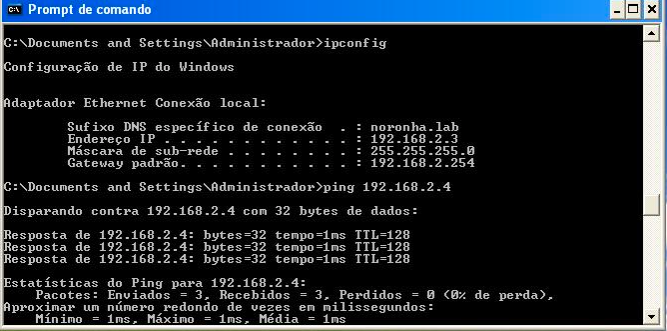 Prompt de comando
C:\Documents and Settings\Administrador>ipconfig
Configuração de IP do Windows
Adaptador Ethernet Conexão local:
Sufixo DNS específico de conexão . : noronha.lab
Endereço IP . . . . . . . . . . . . : 192.168.2.3
Máscara de sub-rede . . . . . . . . : 255.255.255.0
Gateway padrão. . . . . . . . . . . : 192.168.2.254
C:\Documents and Settings\Administrador>ping 192.168.2.4
Disparando contra 192.168.2.4 com 32 bytes de dados:
Resposta de 192.168.2.4: bytes=32 tempo=1ms TTL=128
Resposta de 192.168.2.4: bytes=32 tempo=1ms TTL=128
Resposta de 192.168.2.4: bytes=32 tempo=1ms TTL=128
Estatísticas do Ping para 192.168.2.4:
Pacotes: Enviados = 3, Recebidos = 3, Perdidos = 0 (0% de perda),
Aproximar um número redondo de vezes em milissegundos:
Mínimo = 1ms, Máximo = 1ms, Média = 1ms